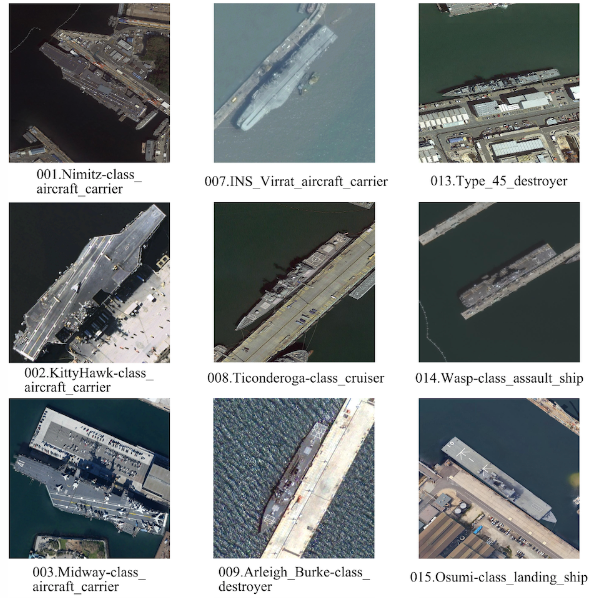 001.Nimitz-class_
aircraft_carrier
007.INS_Virrat_aircraft_carrier
013.Type_45_destroyer
002.KittyHawk-class_
aircraft_carrier
008.Ticonderoga-class_cruiser
014.Wasp-class_assault_ship
003.Midway-class_
aircraft_carrier
009.Arleigh_Burke-class_
destroyer
015.Osumi-class_landing_ship